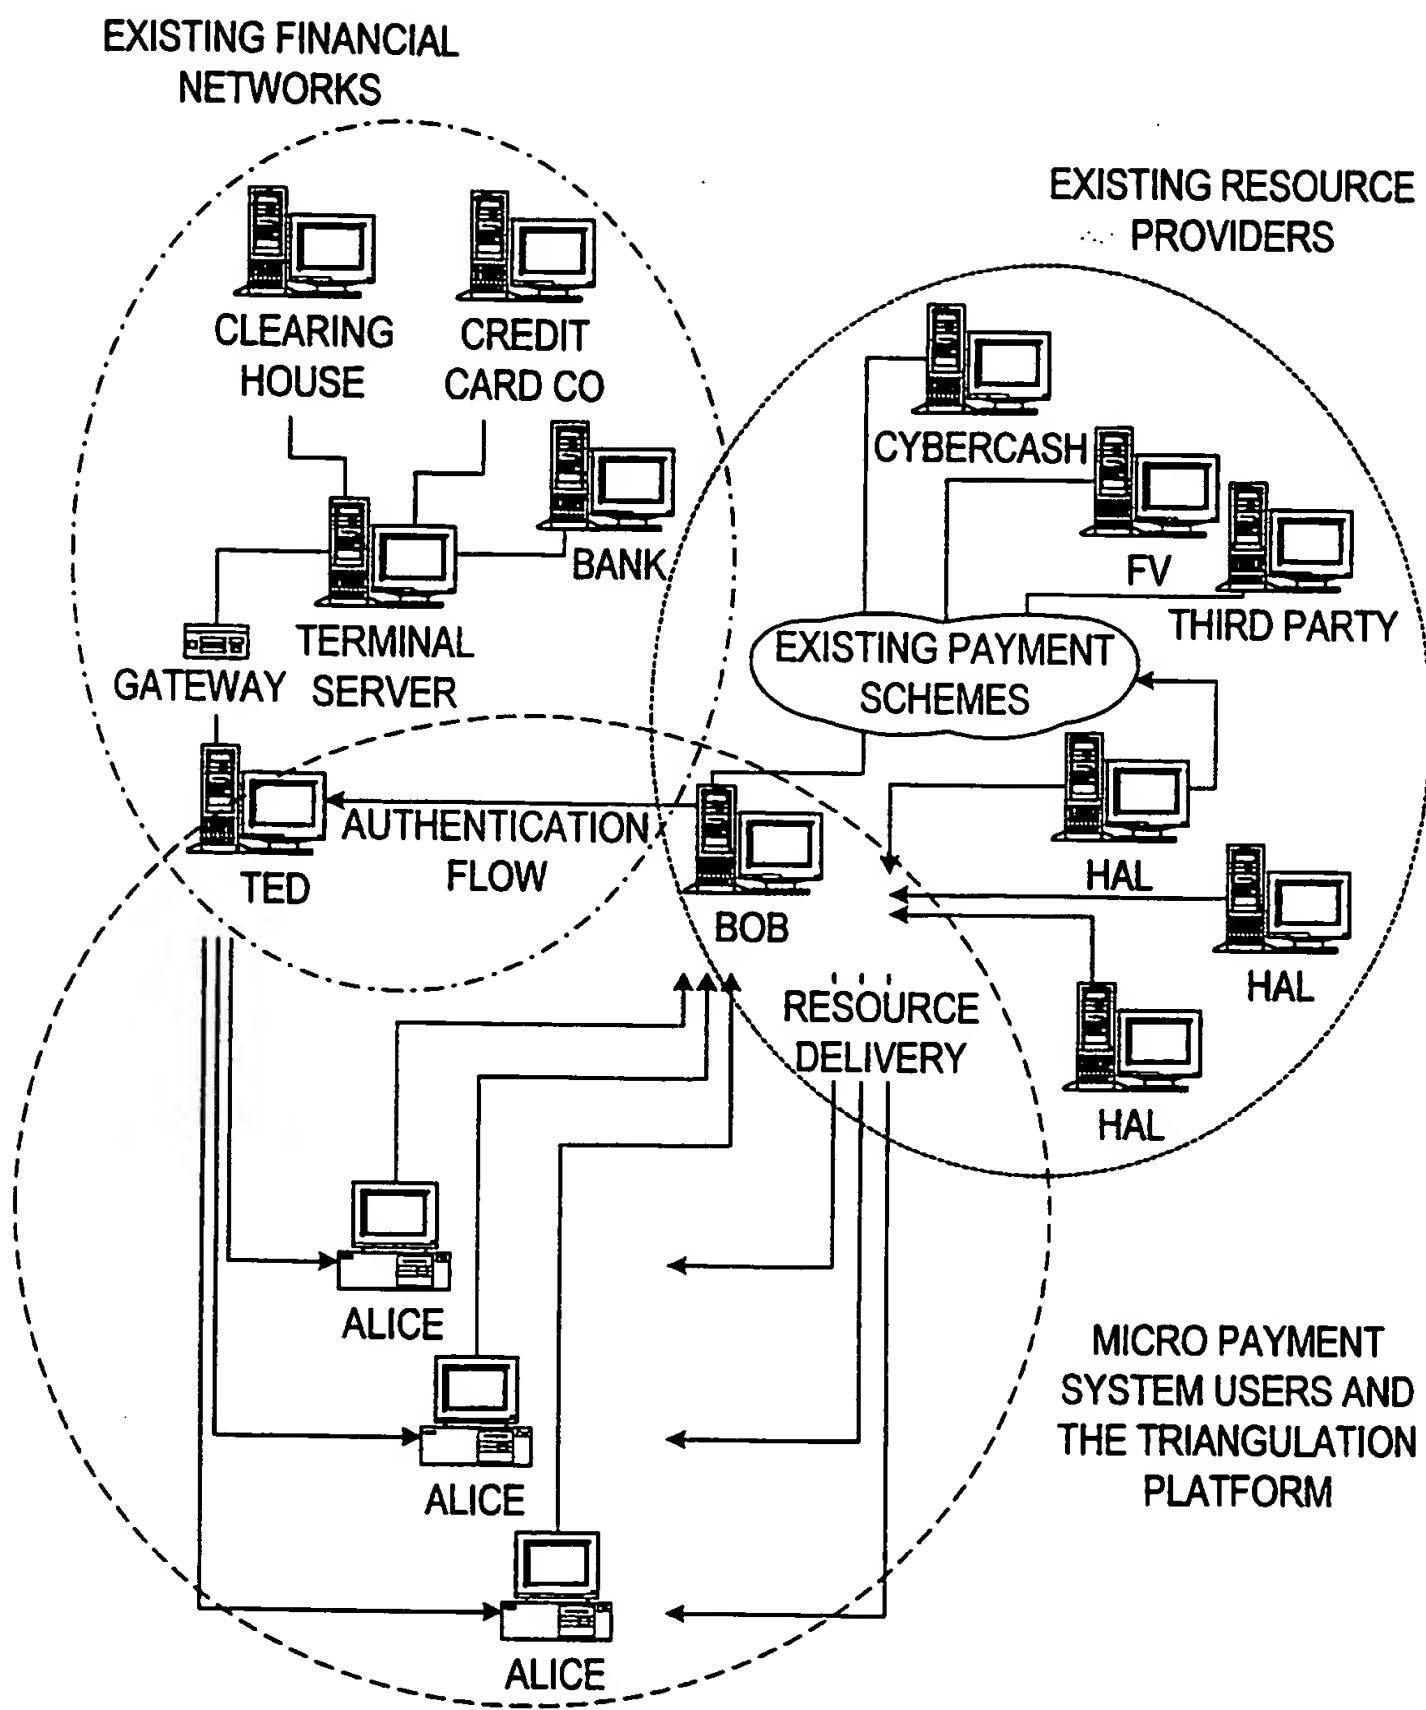 EXISTING FINANCIAL
NETWORKS
EXISTING RESOURCE
PROVIDERS
CLEARING
HOUSE
CREDIT
CARD CO
CYBERCASH
BANK
FV
THIRD PARTY
TERMINAL
SERVER
GATEWAY
EXISTING PAYMENT
SCHEMES
AUTHENTICATION
FLOW
TED
BOB
HAL
HAL
HAL
RESOURCE
DELIVERY
ALICE
ALICE
ALICE
MICRO PAYMENT
SYSTEM USERS AND
THE TRIANGULATION
PLATFORM